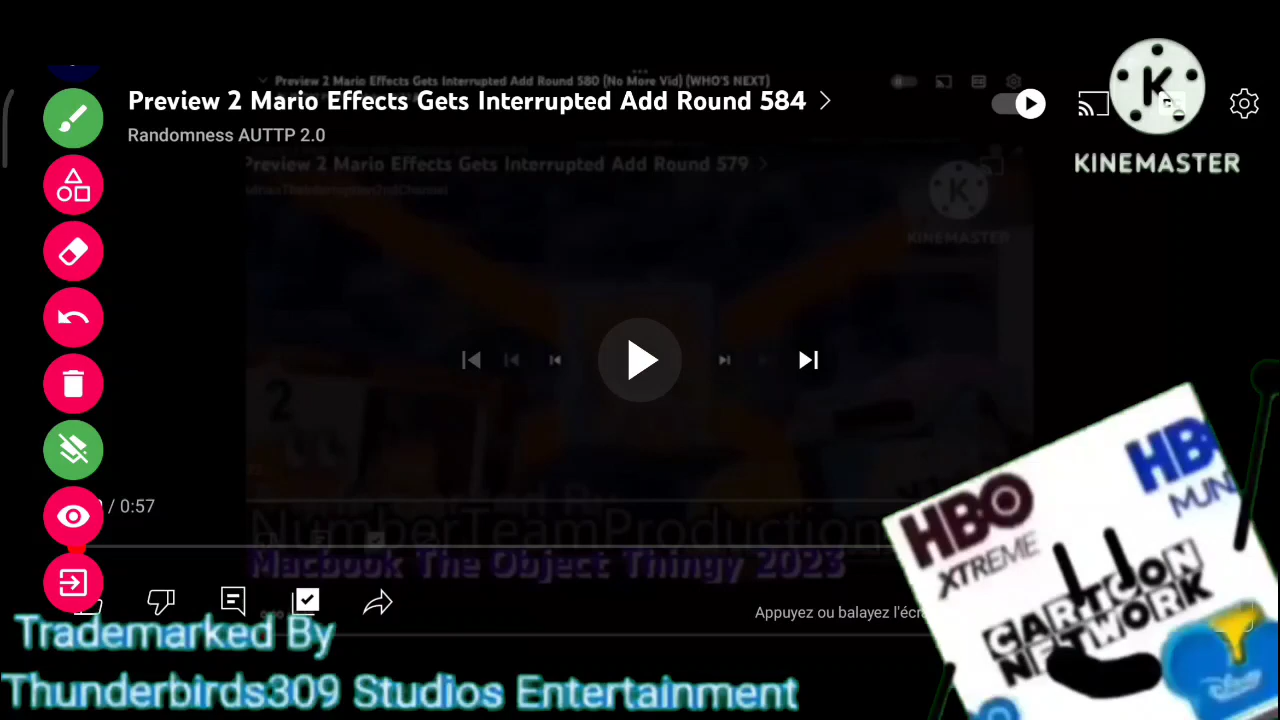 Preview 2 Mario Effects Gets Interrupted Add Round 580 (No More Vid) (WHO'S NEXT)
Preview 2 Mario Effects Gets Interrupted Add Round 584
Randomness AUTTP 2.0
KINEMASTER
Preview 2 Mario Effects Gets Interrupted Add Round 579
KINEMASTER
2
/ 0:57
NumberTeamProduction
Macbook The Object Thingy 2023
Appuyez ou balayez l'écr
Trademarked By
Thunderbirds309 Studios Entertainment
HBO
XTREME
HBO
MUN
CARTOON
NETWORK
Disney